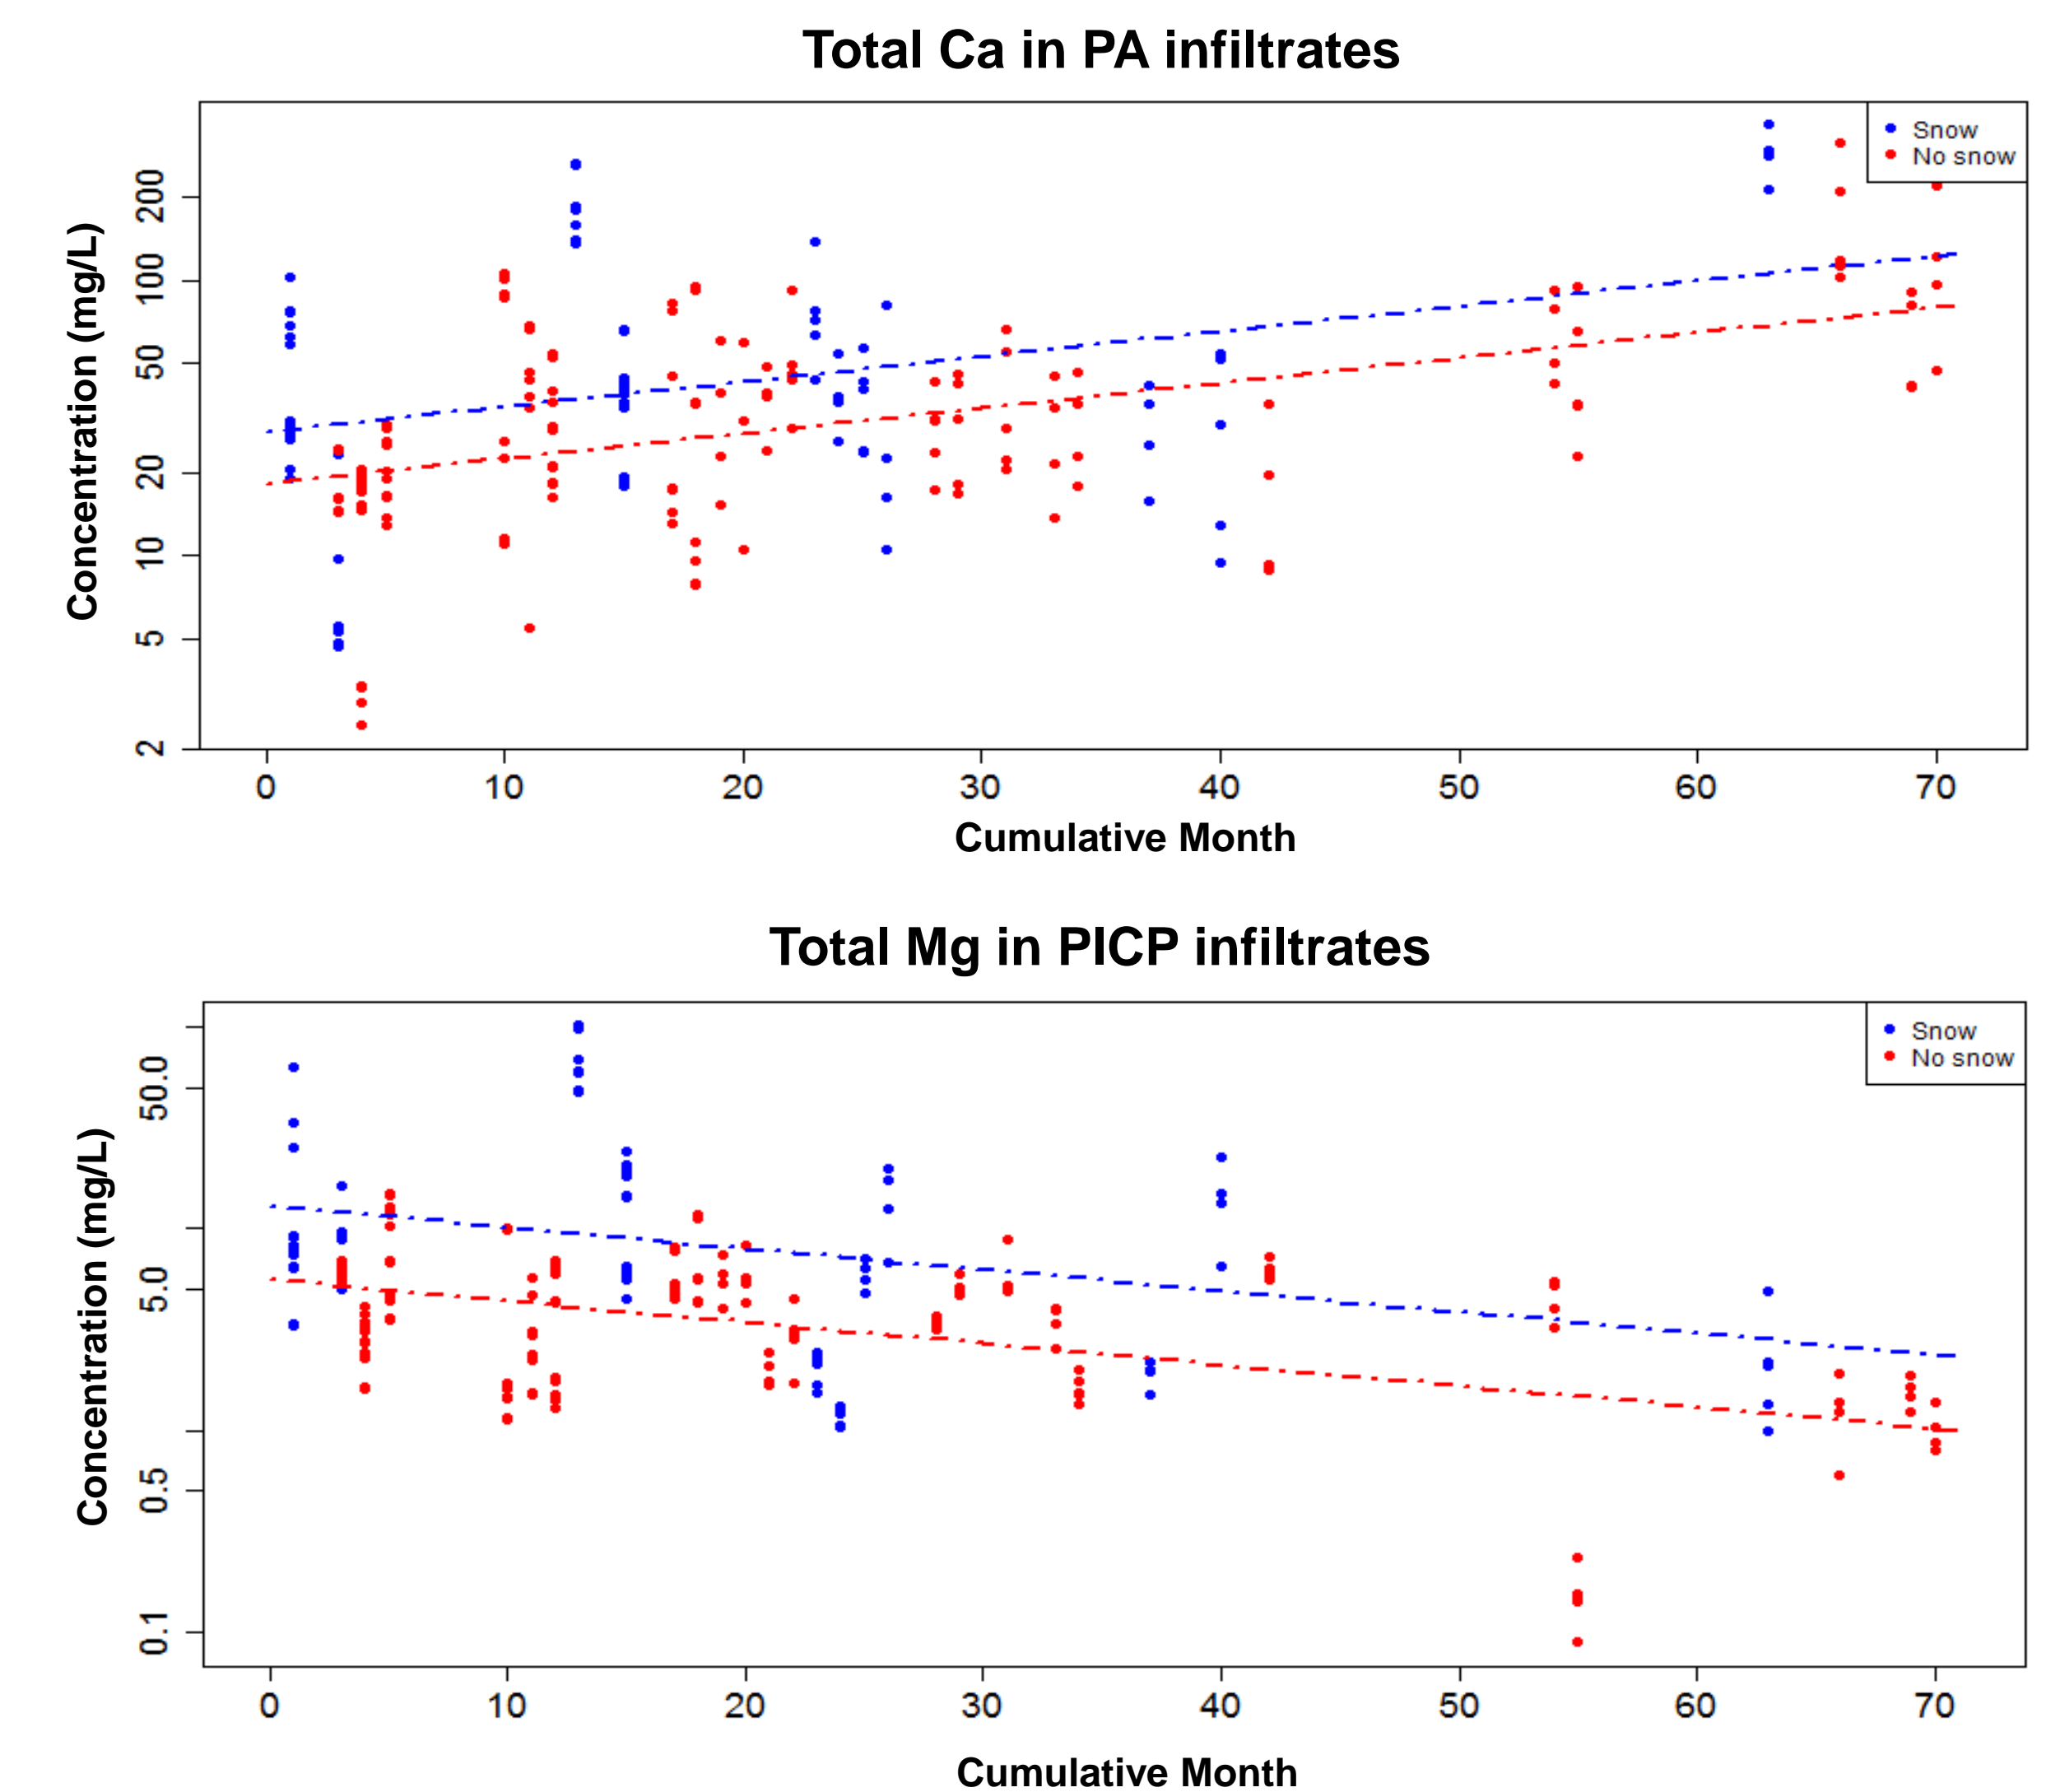 Total Ca in PA infiltrates
Snow
No snow
Concentration (mg/L)
200
100
50
20
10
5
2
0 10 20 30 40 50 60 70
Cumulative Month
Total Mg in PICP infiltrates
Snow
No snow
Concentration (mg/L)
50.0
5.0
0.5
0.1
0 10 20 30 40 50 60 70
Cumulative Month